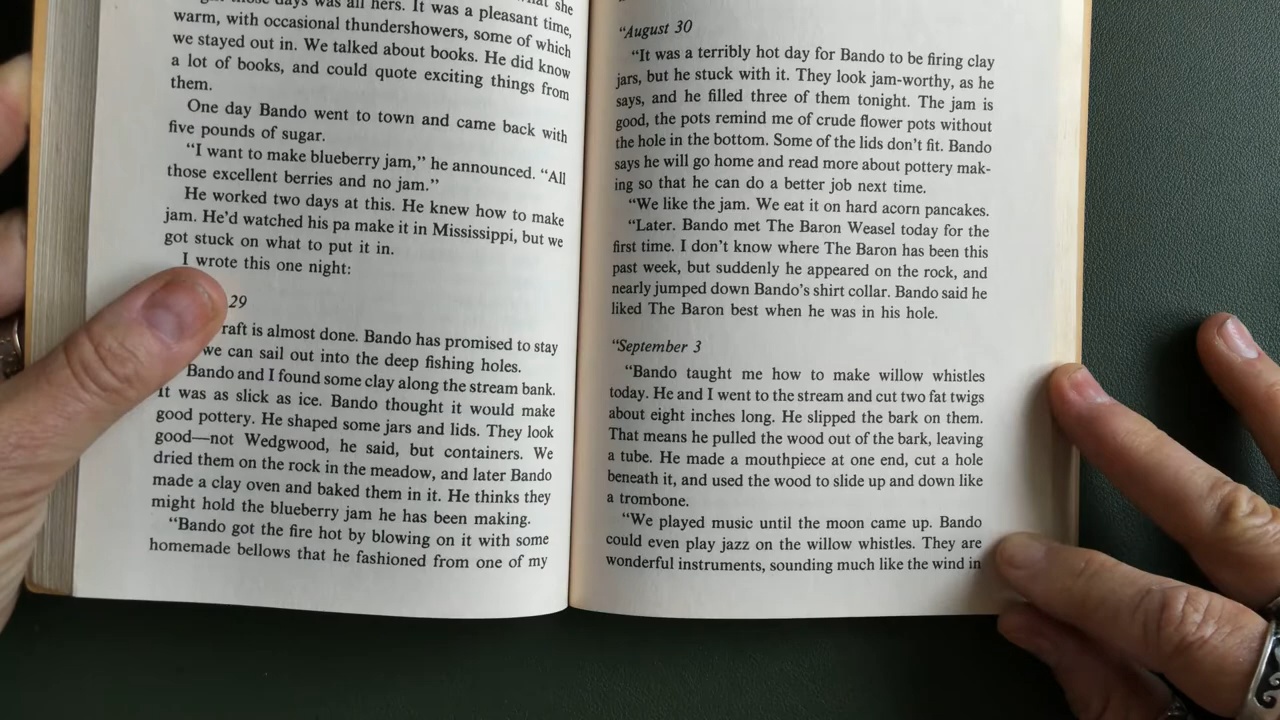 those days was all hers. It was a pleasant time,
warm, with occasional thundershowers, some of which
we stayed out in. We talked about books. He did know
a lot of books, and could quote exciting things from
them.
One day Bando went to town and came back with
five pounds of sugar.
“I want to make blueberry jam,” he announced. “All
those excellent berries and no jam.”
He worked two days at this. He knew how to make
jam. He’d watched his pa make it in Mississippi, but we
got stuck on what to put it in.
I wrote this one night:
29
raft is almost done. Bando has promised to stay
we can sail out into the deep fishing holes.
Bando and I found some clay along the stream bank.
It was as slick as ice. Bando thought it would make
good pottery. He shaped some jars and lids. They look
good—not Wedgwood, he said, but containers. We
dried them on the rock in the meadow, and later Bando
made a clay oven and baked them in it. He thinks they
might hold the blueberry jam he has been making.
“Bando got the fire hot by blowing on it with some
homemade bellows that he fashioned from one of my
“August 30
“It was a terribly hot day for Bando to be firing clay
jars, but he stuck with it. They look jam-worthy, as he
says, and he filled three of them tonight. The jam is
good, the pots remind me of crude flower pots without
the hole in the bottom. Some of the lids don’t fit. Bando
says he will go home and read more about pottery mak-
ing so that he can do a better job next time.
“We like the jam. We eat it on hard acorn pancakes.
“Later. Bando met The Baron Weasel today for the
first time. I don’t know where The Baron has been this
past week, but suddenly he appeared on the rock, and
nearly jumped down Bando’s shirt collar. Bando said he
liked The Baron best when he was in his hole.
“September 3
“Bando taught me how to make willow whistles
today. He and I went to the stream and cut two fat twigs
about eight inches long. He slipped the bark on them.
That means he pulled the wood out of the bark, leaving
a tube. He made a mouthpiece at one end, cut a hole
beneath it, and used the wood to slide up and down like
a trombone.
“We played music until the moon came up. Bando
could even play jazz on the willow whistles. They are
wonderful instruments, sounding much like the wind in